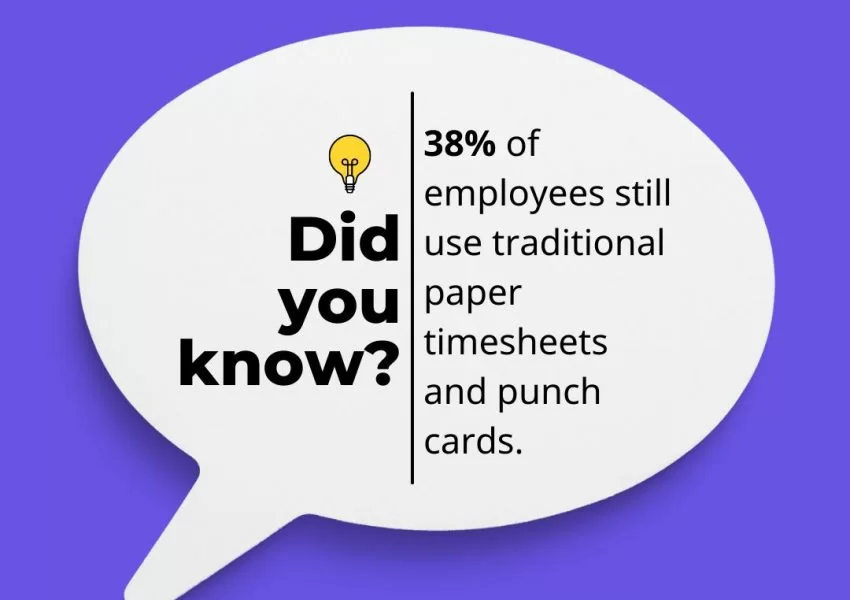 Did
you
know?
38% of
employees still
use traditional
paper
timesheets
and punch
cards.